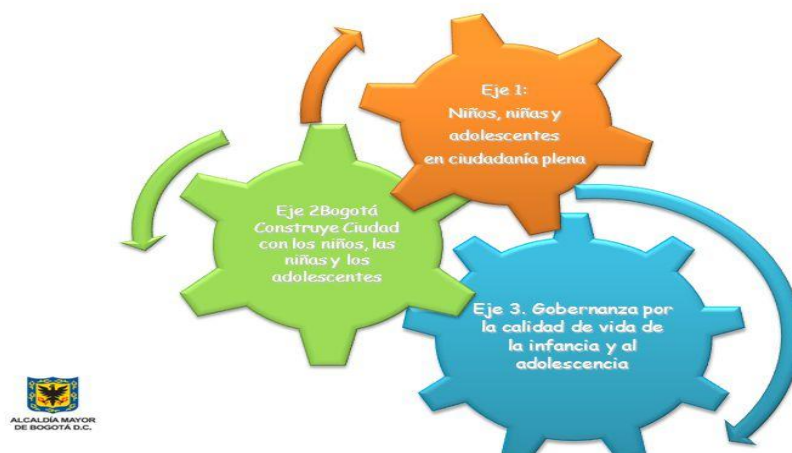 Eje 1:
Niños, niñas y
adolescentes
en ciudadanía plena
Eje 2Bogotá
Construye Ciudad
con los niños, las
niñas y los
adolescentes
Eje 3. Gobernanza por
la calidad de vida de
la infancia y al
adolescencia
ALCALDÍA MAYOR
DE BOGOTÁ D.C.